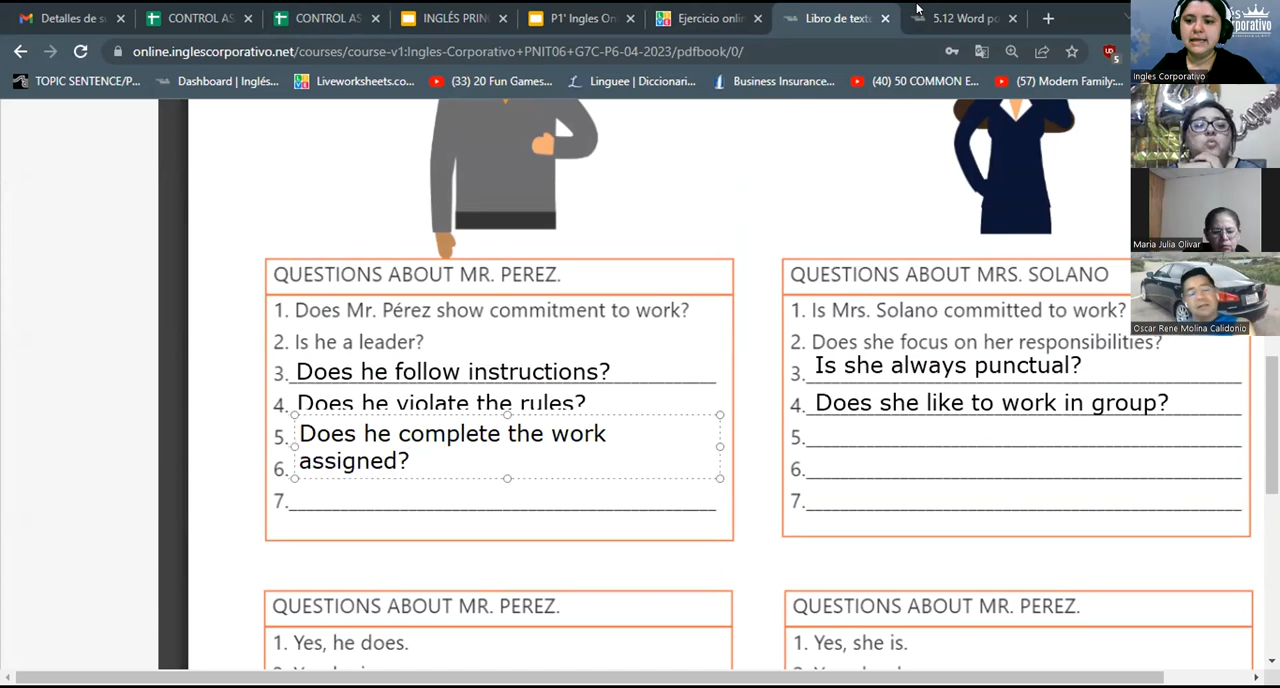 Detalles de su
CONTROL AS
CONTROL AS
INGLÉS PRIN
P1' Ingles On
Ejercicio onlin
Libro de texto
5.12 Word po
online.inglescorporativo.net/courses/course-v1:Ingles-Corporativo+PNIT06+G7C-P6-04-2023/pdfbook/0/
5
TOPIC SENTENCE/P...
Dashboard | Inglés...
Liveworksheets.co...
(33) 20 Fun Games...
Linguee | Diccionari...
Business Insurance...
(40) 50 COMMON E...
(57) Modern Family:...
Ingles Corporativo
Maria Julia Olivar
Oscar Rene Molina Calidonio
QUESTIONS ABOUT MR. PEREZ.
1. Does Mr. Pérez show commitment to work?
2. Is he a leader?
3. Does he follow instructions?
4. Does he violate the rules?
5. Does he complete the work
6. assigned?
7.
QUESTIONS ABOUT MRS. SOLANO
1. Is Mrs. Solano committed to work?
2. Does she focus on her responsibilities?
3. Is she always punctual?
4. Does she like to work in group?
5.
6.
7.
QUESTIONS ABOUT MR. PEREZ.
1. Yes, he does.
QUESTIONS ABOUT MR. PEREZ.
1. Yes, she is.